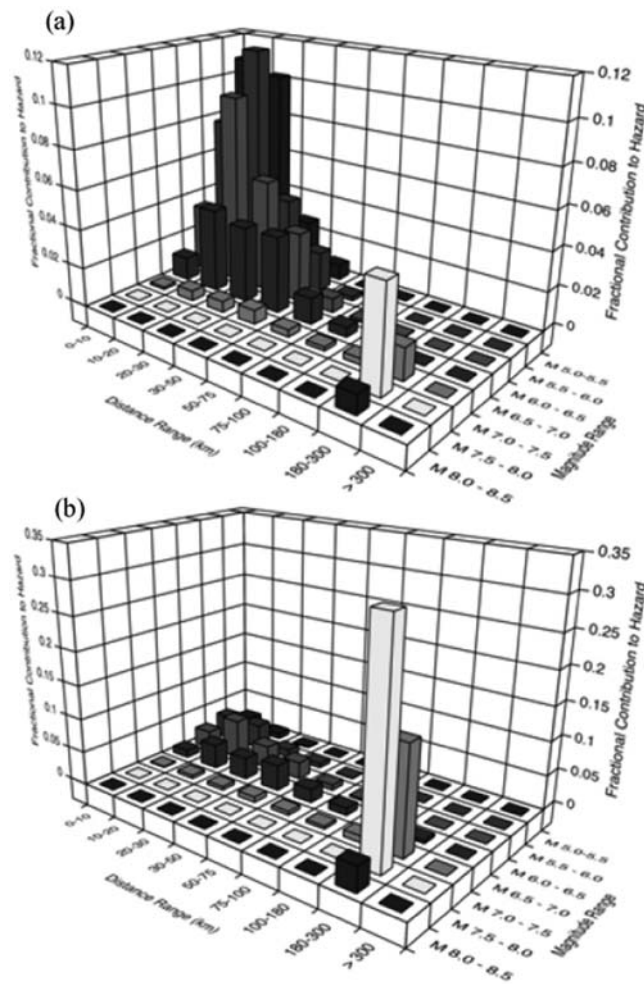 (a)
0.12
0.1
0.08
0.06
0.04
0.02
0
Fractional Contribution to Hazard
0.12
0.1
0.08
0.06
0.04
0.02
0
Fractional Contribution to Hazard
0-10
10-20
20-30
30-50
50-75
75-100
100-180
180-300
> 300
Distance Range (km)
M 5.0-5.5
M 5.5 - 6.0
M 6.0 - 6.5
M 6.5 - 7.0
M 7.0 - 7.5
M 7.5 - 8.0
M 8.0 - 8.5
Magnitude Range
(b)
0.35
0.3
0.25
0.2
0.15
0.1
0.05
0
Fractional Contribution to Hazard
0.35
0.3
0.25
0.2
0.15
0.1
0.05
0
Fractional Contribution to Hazard
0-10
10-20
20-30
30-50
50-75
75-100
100-180
180-300
> 300
Distance Range (km)
M 5.0-5.5
M 5.5 - 6.0
M 6.0 - 6.5
M 6.5 - 7.0
M 7.0 - 7.5
M 7.5 - 8.0
M 8.0 - 8.5
Magnitude Range